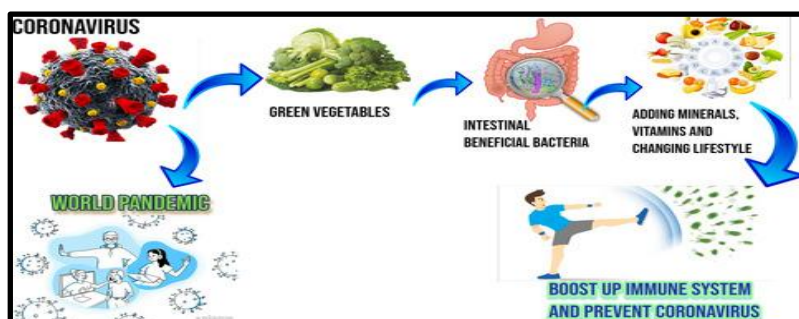 CORONAVIRUS
GREEN VEGETABLES
INTESTINAL
BENEFICIAL BACTERIA
ADDING MINERALS,
VITAMINS AND
CHANGING LIFESTYLE
WORLD PANDEMIC
BOOST UP IMMUNE SYSTEM
AND PREVENT CORONAVIRUS